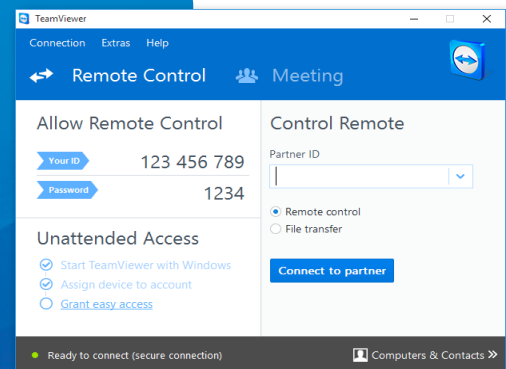 TeamViewer
Connection Extras Help
Remote Control Meeting
Allow Remote Control
Your ID 123 456 789
Password 1234
Unattended Access
Start TeamViewer with Windows
Assign device to account
Grant easy access
Control Remote
Partner ID
Remote control
File transfer
Connect to partner
Ready to connect (secure connection)
Computers & Contacts